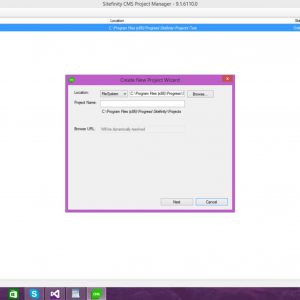 Sitefinity CMS Project Manager - 9.1.6110.0
Location
C:\Program Files (x86)\Progress\Sitefinity\Projects\Test
Create New Project Wizard
Location: FileSystem C:\Program Files (x86)\Progress\S Browse...
Project Name:
C:\Program Files (x86)\Progress\Sitefinity\Projects
Browse URL: Will be dynamically resolved
Next Cancel